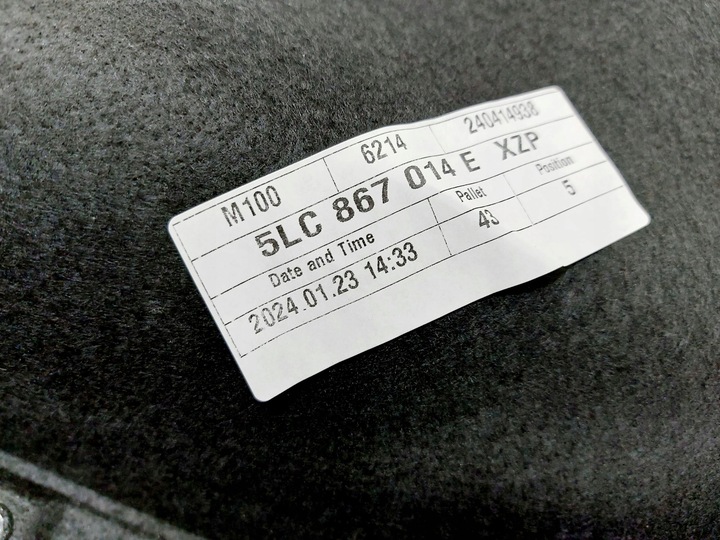 M100 6214 240414938
5LC 867 014 E XZP
Date and Time Pallet Position
2024.01.23 14:33 43 5